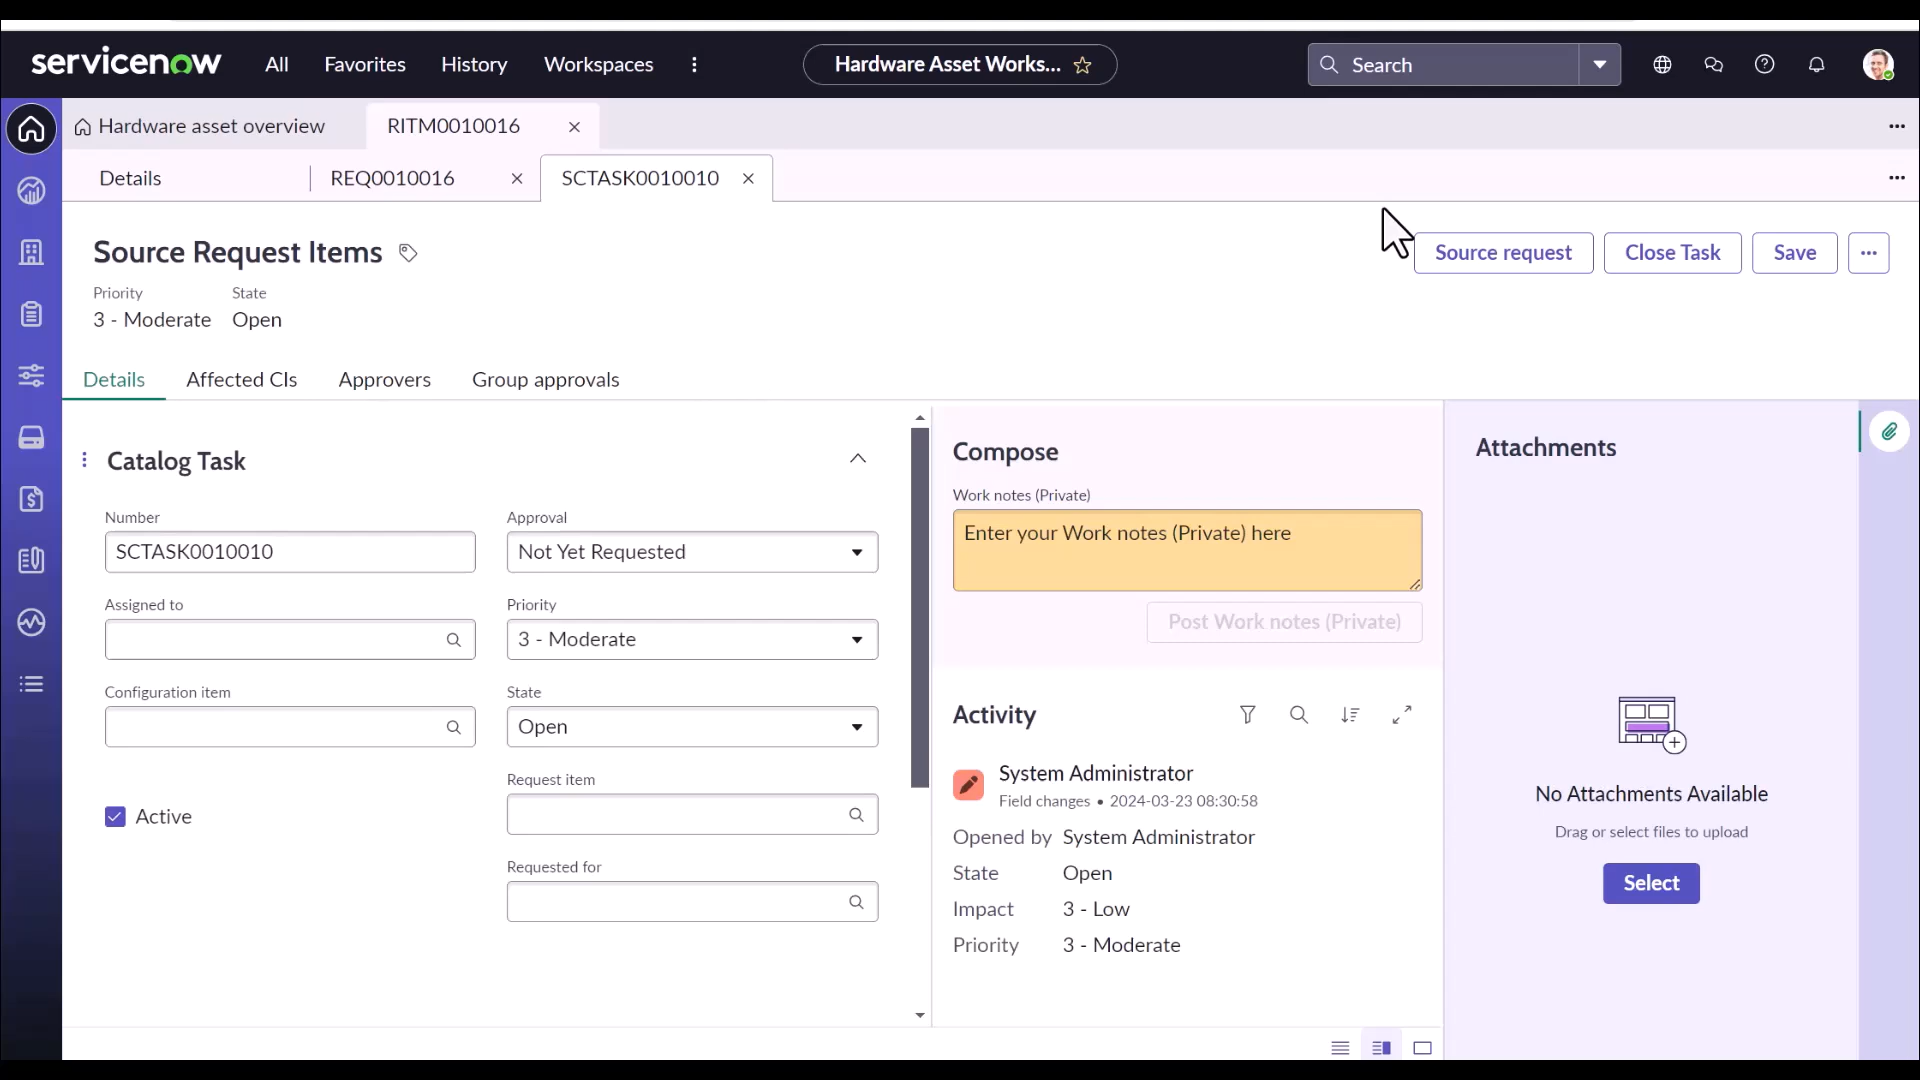 servicenow All Favorites History Workspaces Hardware Asset Works... Search
Hardware asset overview RITM0010016
Details REQ0010016 SCTASK0010010
Source Request Items
Source request Close Task Save
Priority State
3 - Moderate Open
Details Affected CIs Approvers Group approvals
Catalog Task
Number
SCTASK0010010
Approval
Not Yet Requested
Assigned to
Priority
3 - Moderate
Configuration item
State
Open
Request item
Active
Requested for
Compose
Work notes (Private)
Enter your Work notes (Private) here
Post Work notes (Private)
Activity
System Administrator
Field changes • 2024-03-23 08:30:58
Opened by System Administrator
State Open
Impact 3 - Low
Priority 3 - Moderate
Attachments
No Attachments Available
Drag or select files to upload
Select